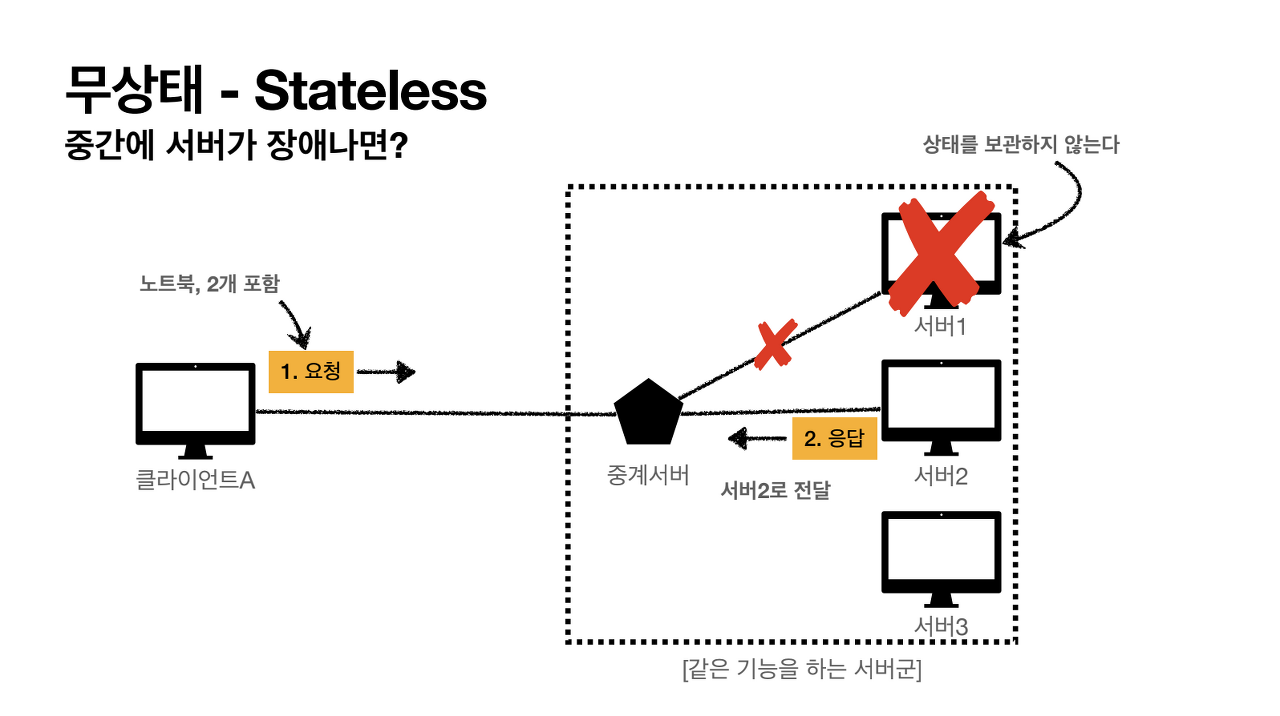 무상태 - Stateless
중간에 서버가 장애나면?
상태를 보관하지 않는다
노트북, 2개 포함
서버1
1. 요청
2. 응답
클라이언트A
중계서버
서버2로 전달
서버2
서버3
[같은 기능을 하는 서버군]